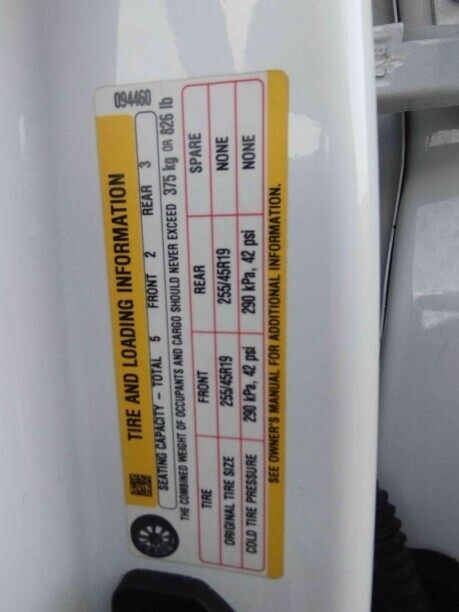 094460
TIRE AND LOADING INFORMATION
SEATING CAPACITY - TOTAL 5 FRONT 2 REAR 3
THE COMBINED WEIGHT OF OCCUPANTS AND CARGO SHOULD NEVER EXCEED 375 kg OR 826 lb
TIRE FRONT REAR SPARE
ORIGINAL TIRE SIZE 255/45R19 255/45R19 NONE
COLD TIRE PRESSURE 290 kPa, 42 psi 290 kPa, 42 psi NONE
SEE OWNER'S MANUAL FOR ADDITIONAL INFORMATION.